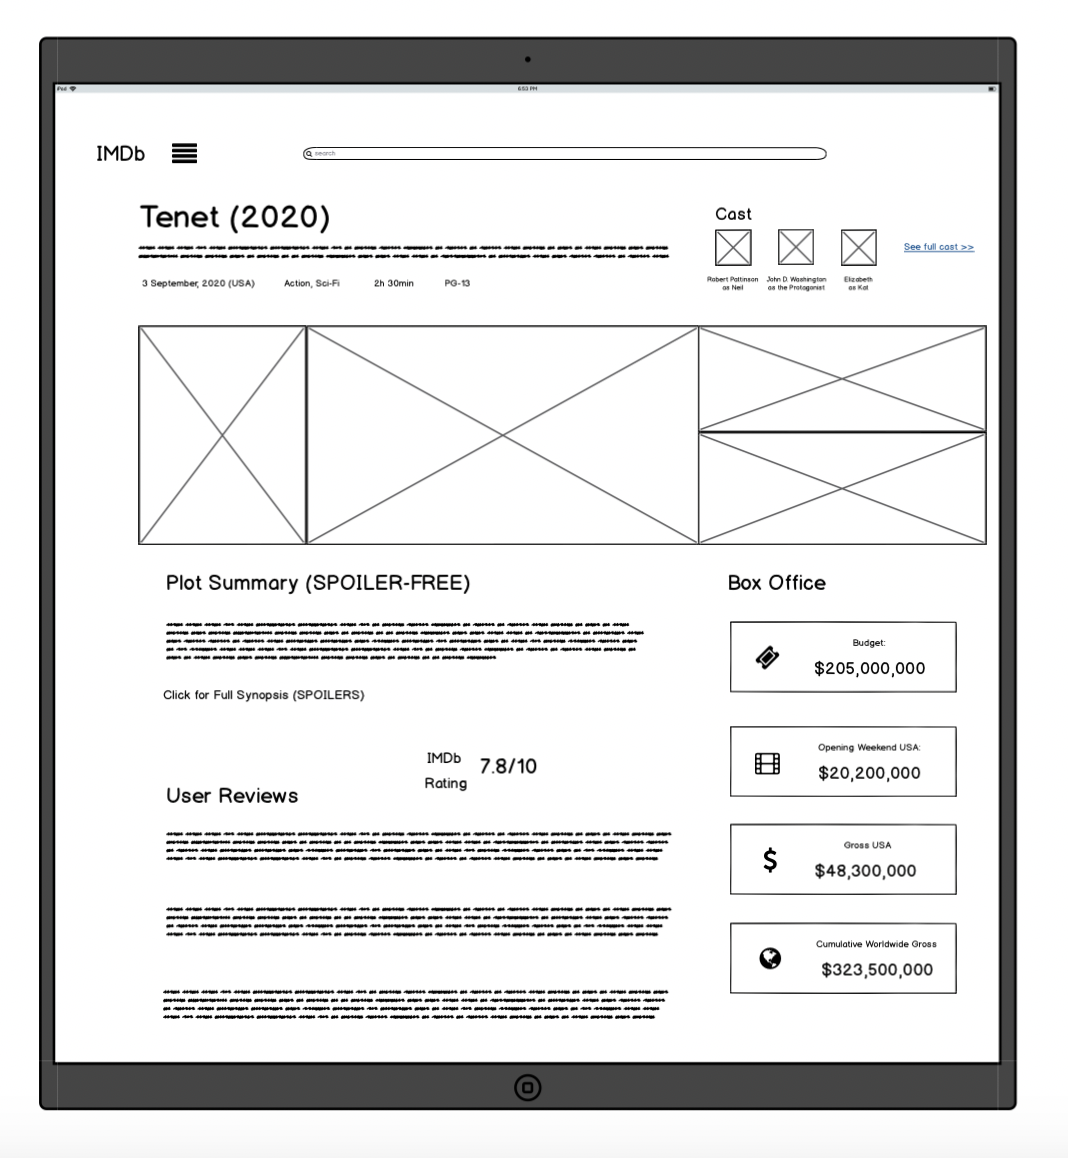 iPad
6:53 PM
IMDb
search
Tenet (2020)
3 September, 2020 (USA) Action, Sci-Fi 2h 30min PG-13
Cast
Robert Pattinson
as Neil
John D. Washington
as the Protagonist
Elizabeth
as Kat
See full cast >>
Plot Summary (SPOILER-FREE)
Click for Full Synopsis (SPOILERS)
IMDb
Rating
7.8/10
User Reviews
Box Office
Budget:
$205,000,000
Opening Weekend USA:
$20,200,000
Gross USA
$48,300,000
Cumulative Worldwide Gross
$323,500,000